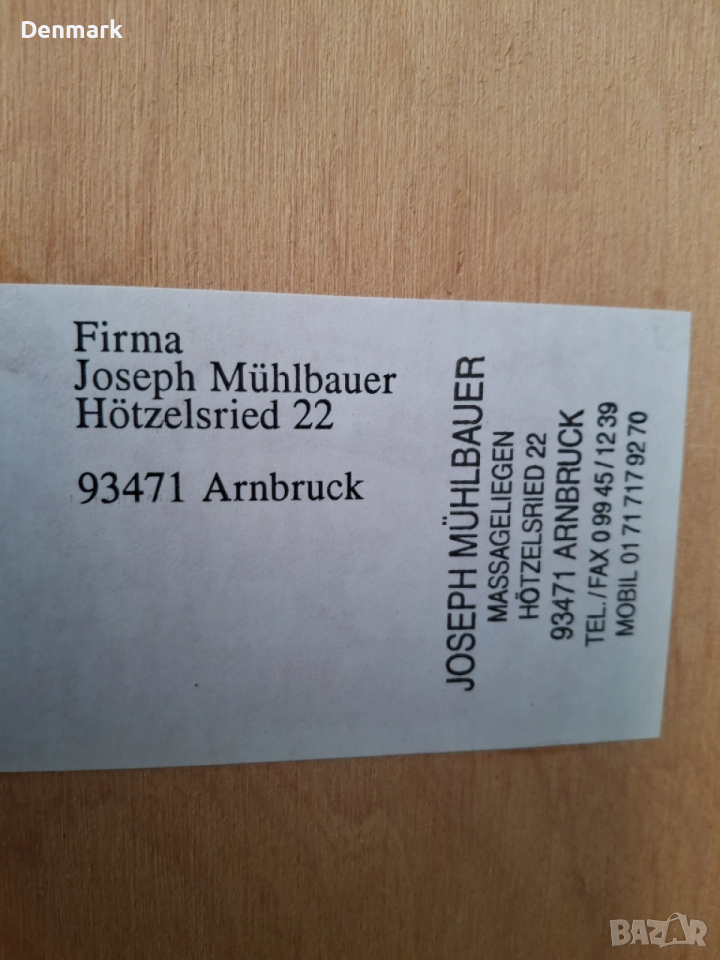 Denmark
Firma
Joseph Mühlbauer
Hötzelsried 22
93471 Arnbruck
JOSEPH MÜHLBAUER
MASSAGELIEGEN
HÖTZELSRIED 22
93471 ARNBRUCK
TEL./FAX 0 99 45 / 12 39
MOBIL 01 71 717 92 70
BAZAR